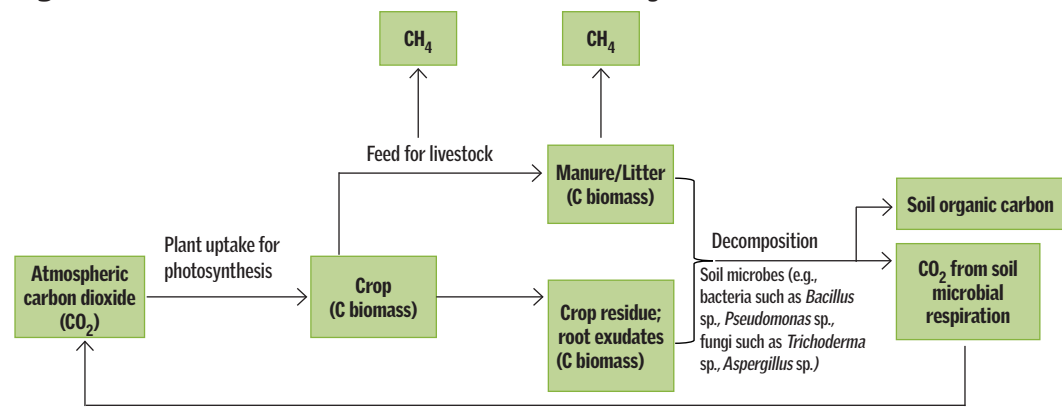 CH₄
CH₄
Feed for livestock
Manure/Litter
(C biomass)
Soil organic carbon
Plant uptake for
photosynthesis
Decomposition
Atmospheric
carbon dioxide
(CO₂)
Crop
(C biomass)
Crop residue;
root exudates
(C biomass)
Soil microbes (e.g.,
bacteria such as Bacillus
sp., Pseudomonas sp.,
fungi such as Trichoderma
sp., Aspergillus sp.)
CO₂ from soil
microbial
respiration